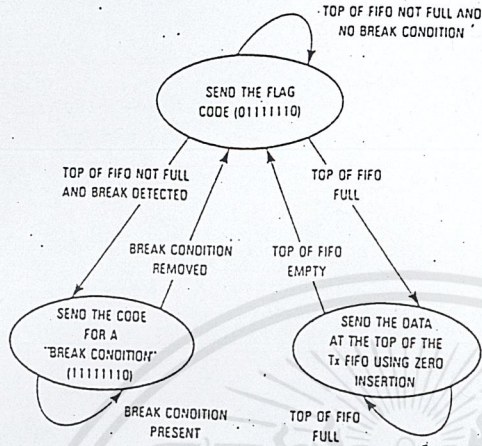 TOP OF FIFO NOT FULL AND
NO BREAK CONDITION
SEND THE FLAG
CODE (01111110)
TOP OF FIFO NOT FULL
AND BREAK DETECTED
TOP OF FIFO
FULL
BREAK CONDITION
REMOVED
TOP OF FIFO
EMPTY
SEND THE CODE
FOR A
"BREAK CONDITION"
(11111110)
SEND THE DATA
AT THE TOP OF THE
Tx FIFO USING ZERO
INSERTION
BREAK CONDITION
PRESENT
TOP OF FIFO
FULL